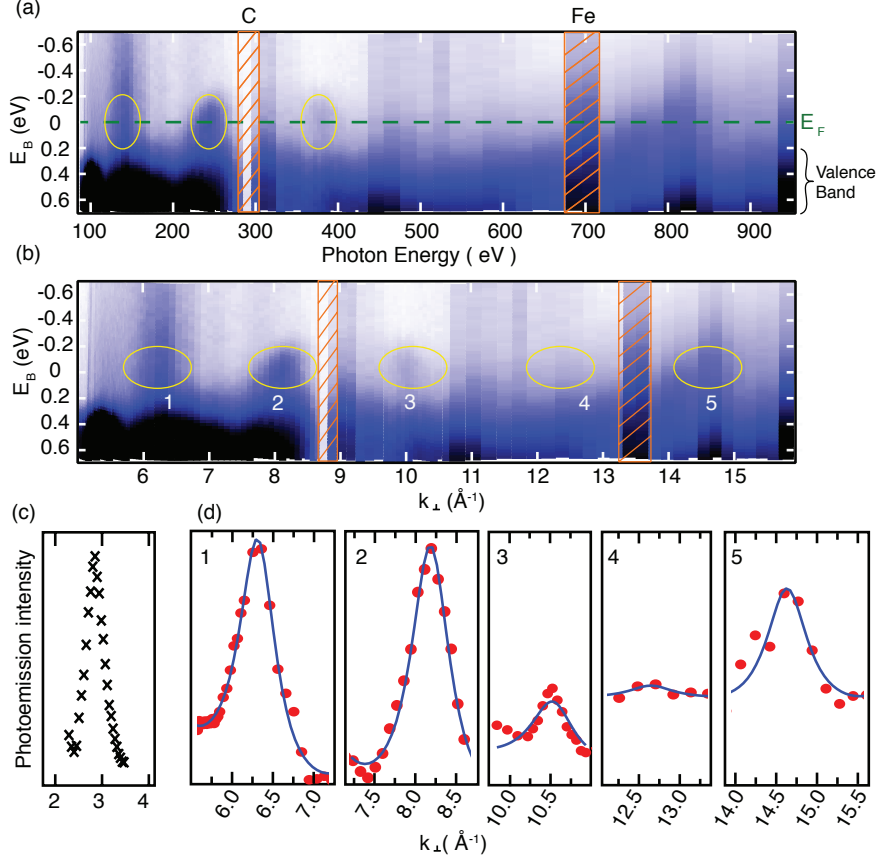 (a)
C
Fe
E_B (eV)
-0.6
-0.4
-0.2
0
0.2
0.4
0.6
E_F
Valence
Band
100 200 300 400 500 600 700 800 900
Photon Energy ( eV )
(b)
E_B (eV)
-0.6
-0.4
-0.2
0
0.2
0.4
0.6
1 2 3 4 5
6 7 8 9 10 11 12 13 14 15
k⊥ (Å⁻¹)
(c)
Photoemission intensity
2 3 4
2 3 4
(d)
1
6.0 6.5 7.0
2
7.5 8.0 8.5
3
10.0 10.5
4
12.5 13.0
5
14.0 14.5 15.0 15.5
k⊥ (Å⁻¹)